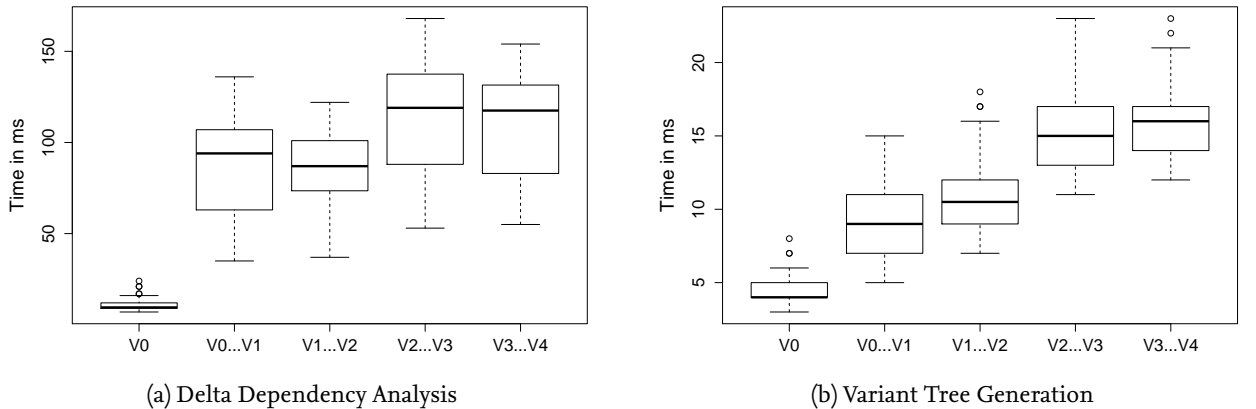 Time in ms
150
100
50
V0
V0...V1
V1...V2
V2...V3
V3...V4
(a) Delta Dependency Analysis
Time in ms
20
15
10
5
V0
V0...V1
V1...V2
V2...V3
V3...V4
(b) Variant Tree Generation